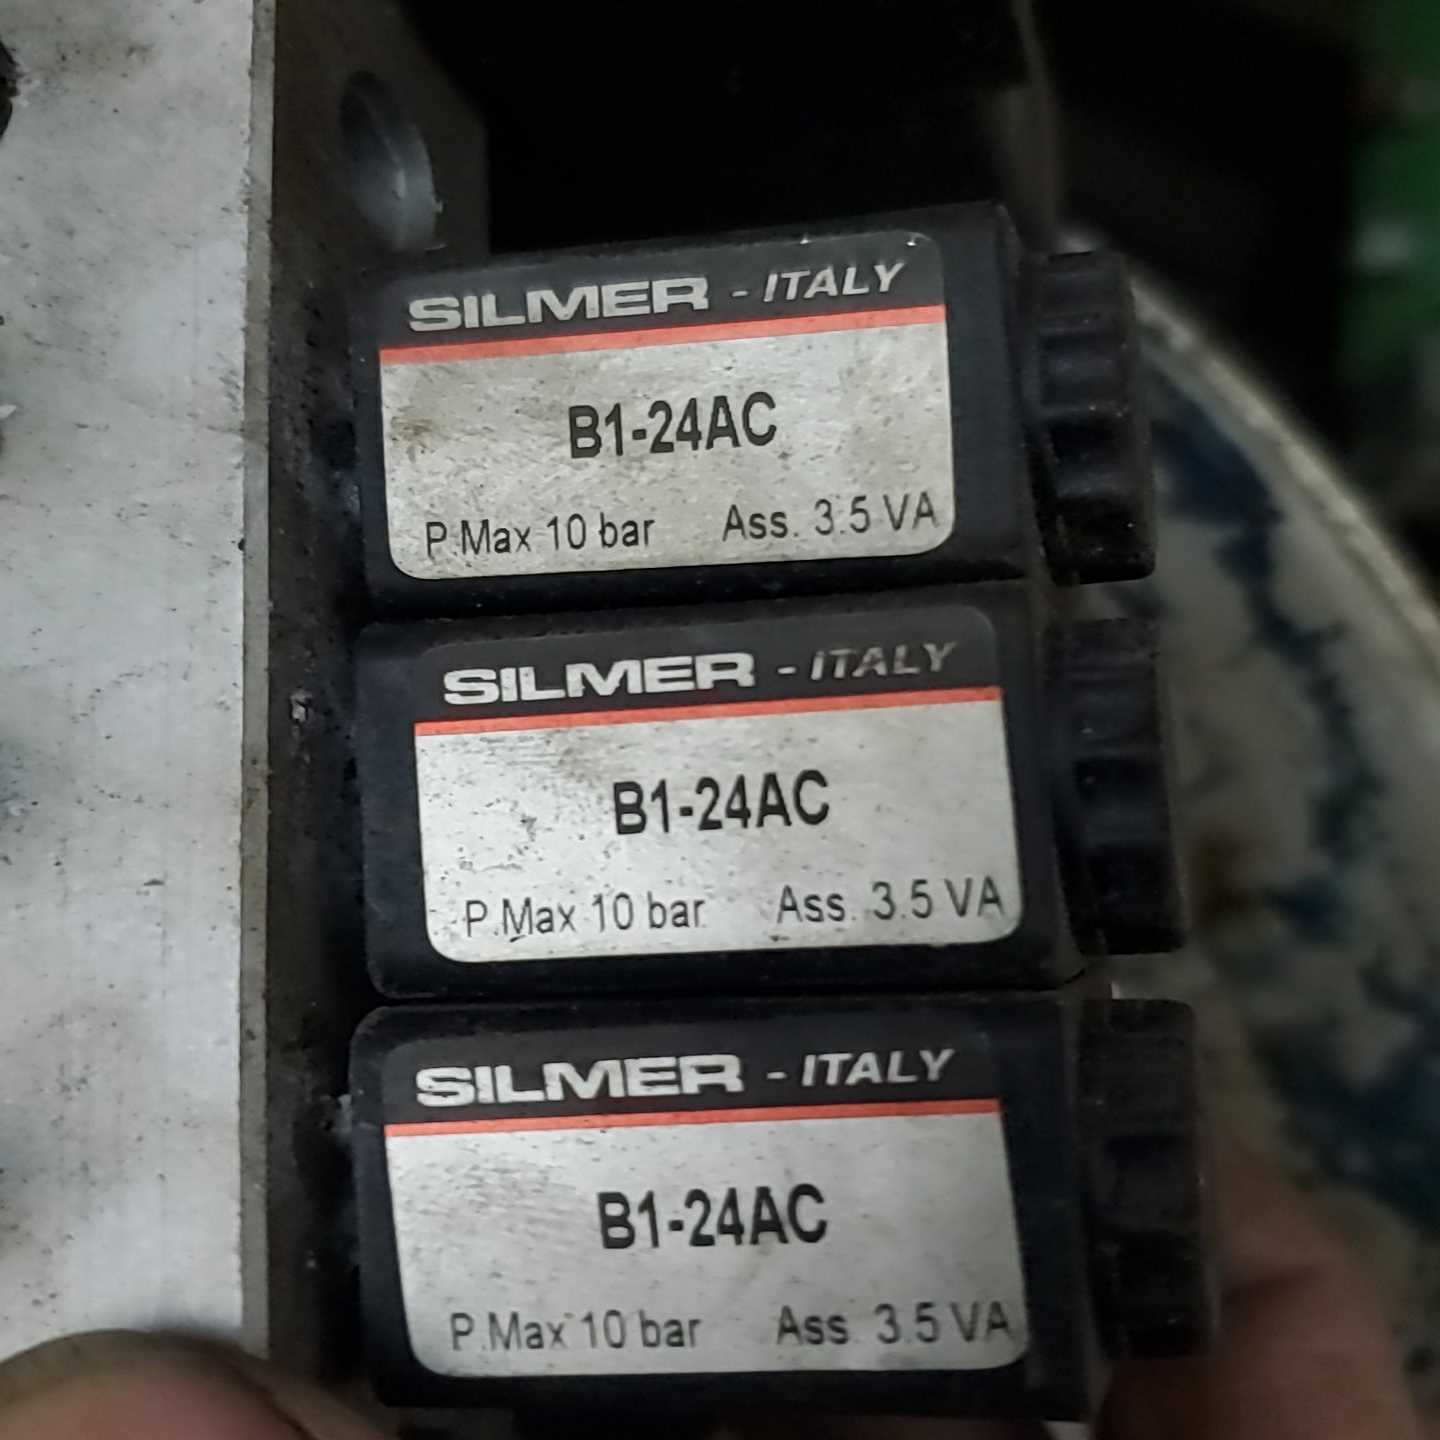 SILMER - ITALY
B1-24AC
P.Max 10 bar Ass. 3.5 VA
SILMER - ITALY
B1-24AC
P.Max 10 bar Ass. 3.5 VA
SILMER - ITALY
B1-24AC
P.Max 10 bar Ass. 3.5 VA